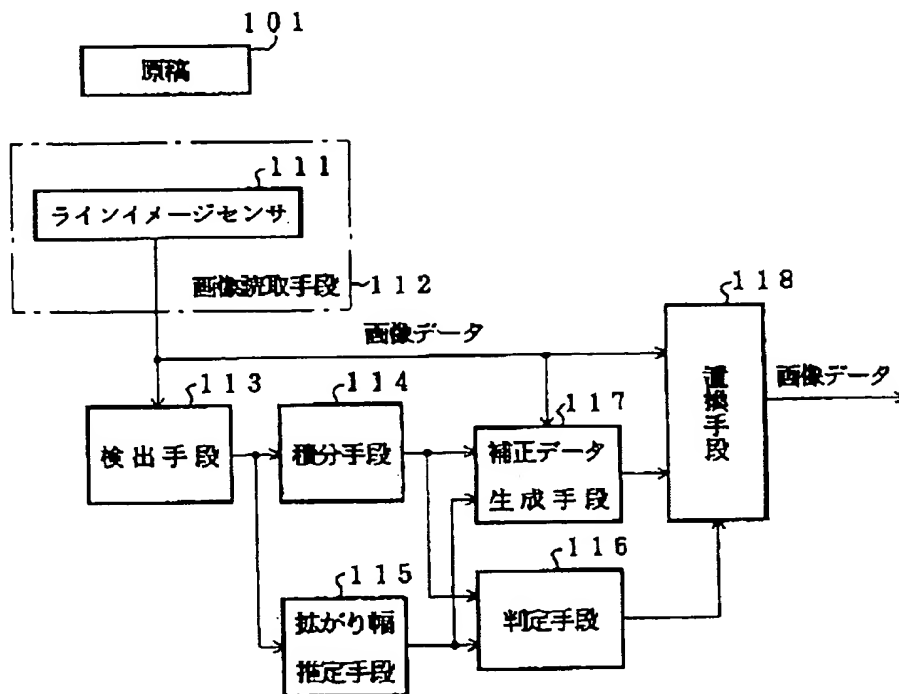 １０１
原稿
１１１
ラインイメージセンサ
画像読取手段
１１２
１１８
画像データ
置換手段
画像データ
１１３
１１４
１１７
検出手段
積分手段
補正データ
生成手段
１１５
１１６
拡がり幅
推定手段
判定手段